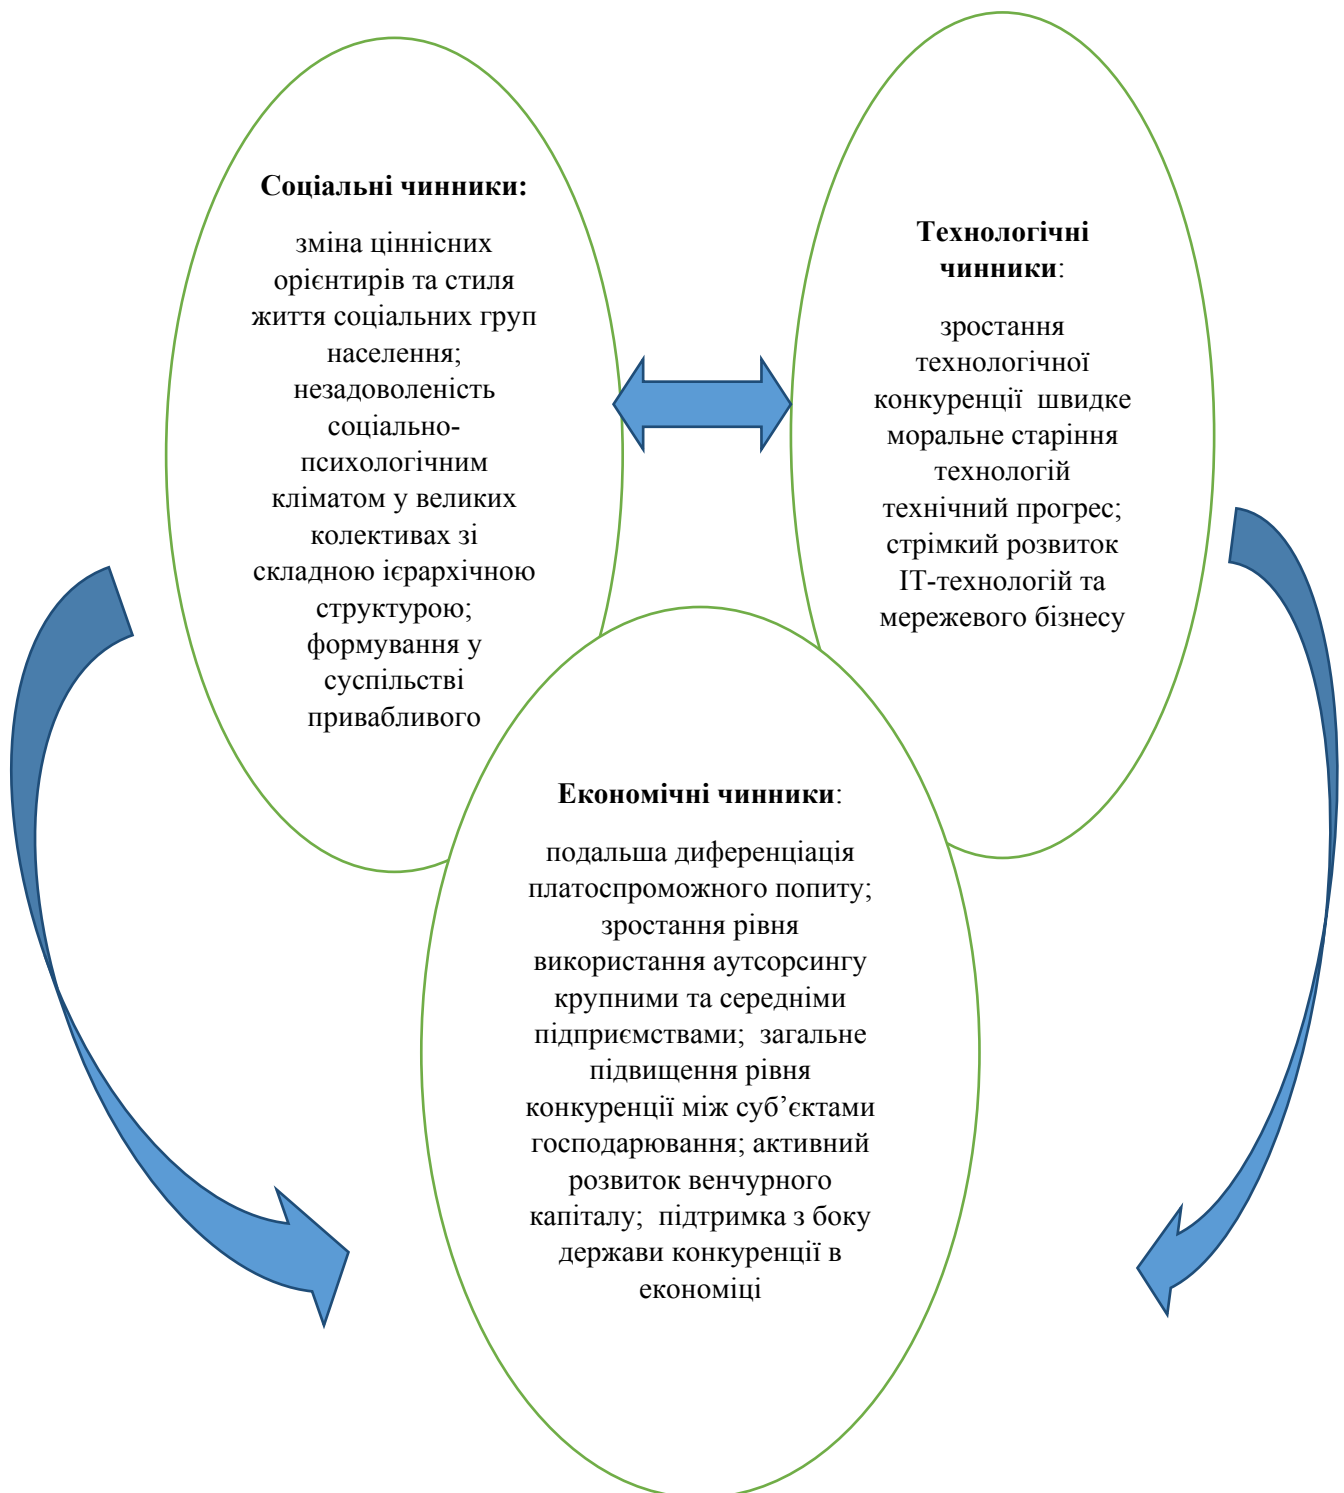 Соціальні чинники:
зміна ціннісних
орієнтирів та стиля
життя соціальних груп
населення;
незадоволеність
соціально-
психологічним
кліматом у великих
колективах зі
складною ієрархічною
структурою;
формування у
суспільстві
привабливого
Технологічні
чинники:
зростання
технологічної
конкуренції  швидке
моральне старіння
технологій
технічний прогрес;
стрімкий розвиток
ІТ-технологій та
мережевого бізнесу
Економічні чинники:
подальша диференціація
платоспроможного попиту;
зростання рівня
використання аутсорсингу
крупними та середніми
підприємствами;  загальне
підвищення рівня
конкуренції між суб’єктами
господарювання; активний
розвиток венчурного
капіталу;  підтримка з боку
держави конкуренції в
економіці